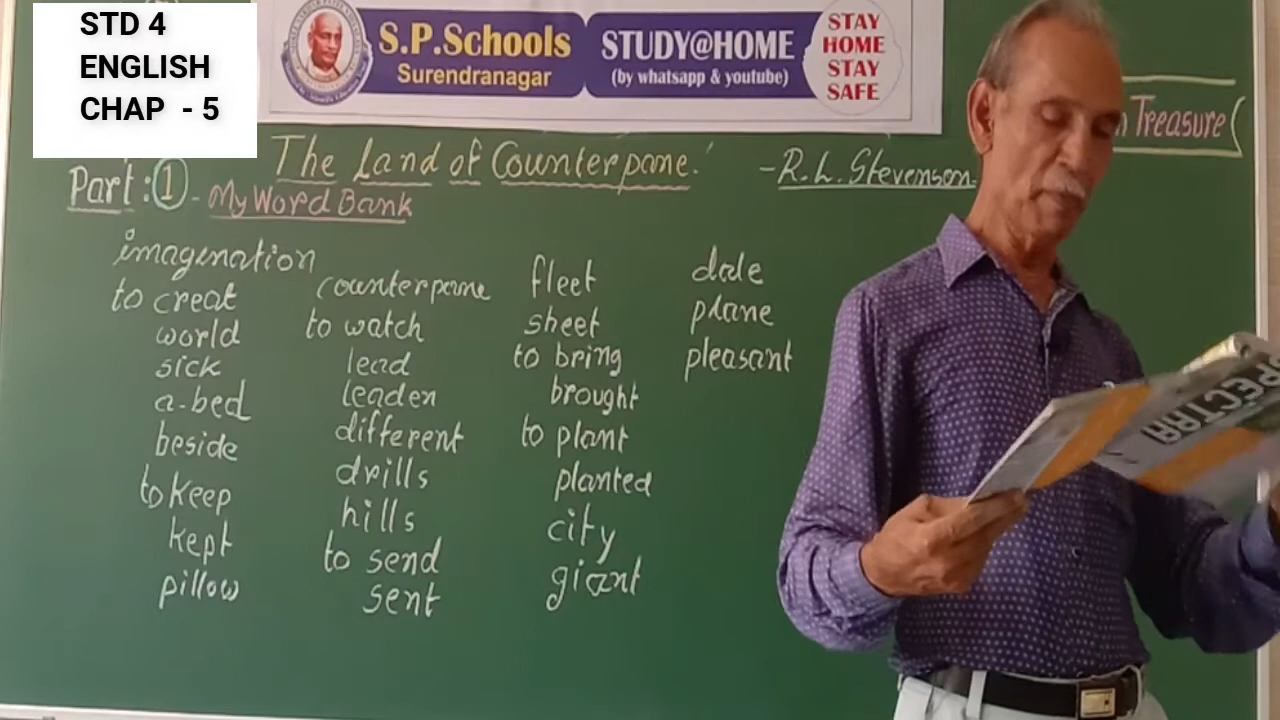 STD 4
ENGLISH
CHAP - 5
S.P.Schools
Surendranagar
STUDY@HOME
(by whatsapp & youtube)
STAY
HOME
STAY
SAFE
The Land of Counterpane.'
- R. L. Stevenson.
Treasure (
Part: 1 - My Word Bank
imagenation
to creat
world
sick
a-bed
beside
to keep
kept
pillow
counterpane
to watch
lead
leader
different
drills
hills
to send
sent
fleet
sheet
to bring
brought
to plant
planted
city
giant
dale
plane
pleasant
PECTRA